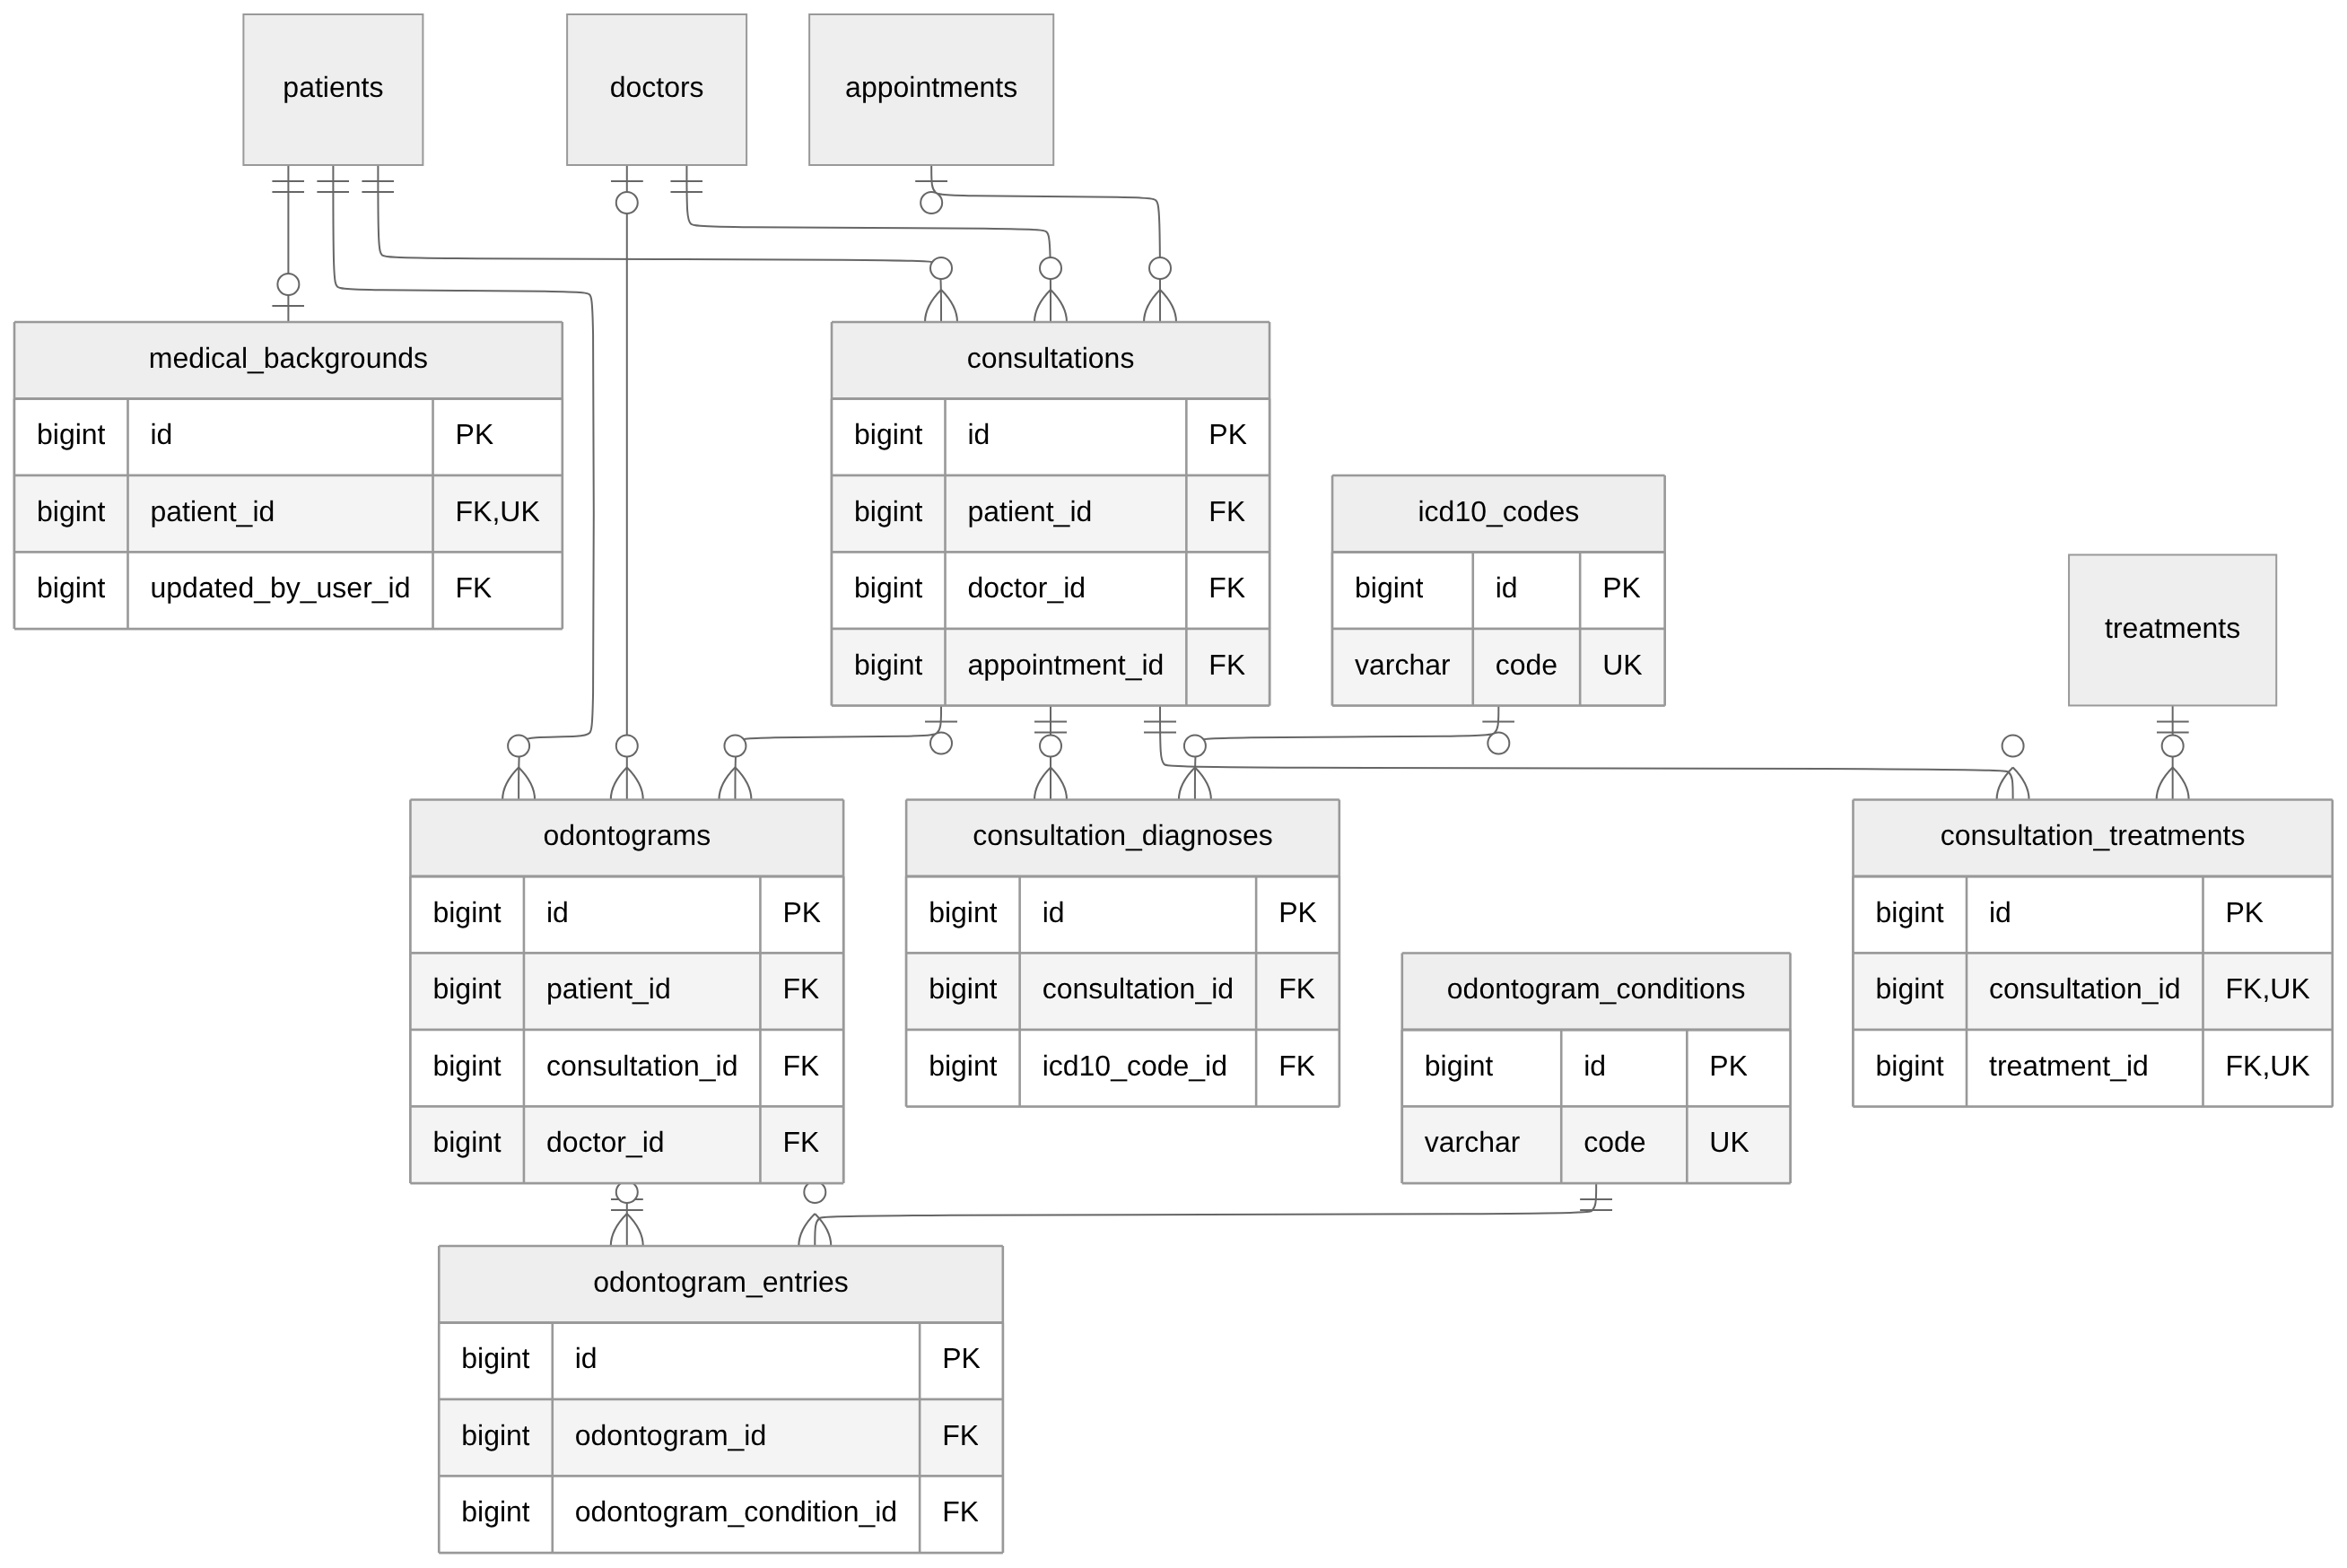 patients
doctors
appointments
medical_backgrounds
bigint id PK
bigint patient_id FK,UK
bigint updated_by_user_id FK
consultations
bigint id PK
bigint patient_id FK
bigint doctor_id FK
bigint appointment_id FK
icd10_codes
bigint id PK
varchar code UK
treatments
odontograms
bigint id PK
bigint patient_id FK
bigint consultation_id FK
bigint doctor_id FK
consultation_diagnoses
bigint id PK
bigint consultation_id FK
bigint icd10_code_id FK
odontogram_conditions
bigint id PK
varchar code UK
consultation_treatments
bigint id PK
bigint consultation_id FK,UK
bigint treatment_id FK,UK
odontogram_entries
bigint id PK
bigint odontogram_id FK
bigint odontogram_condition_id FK